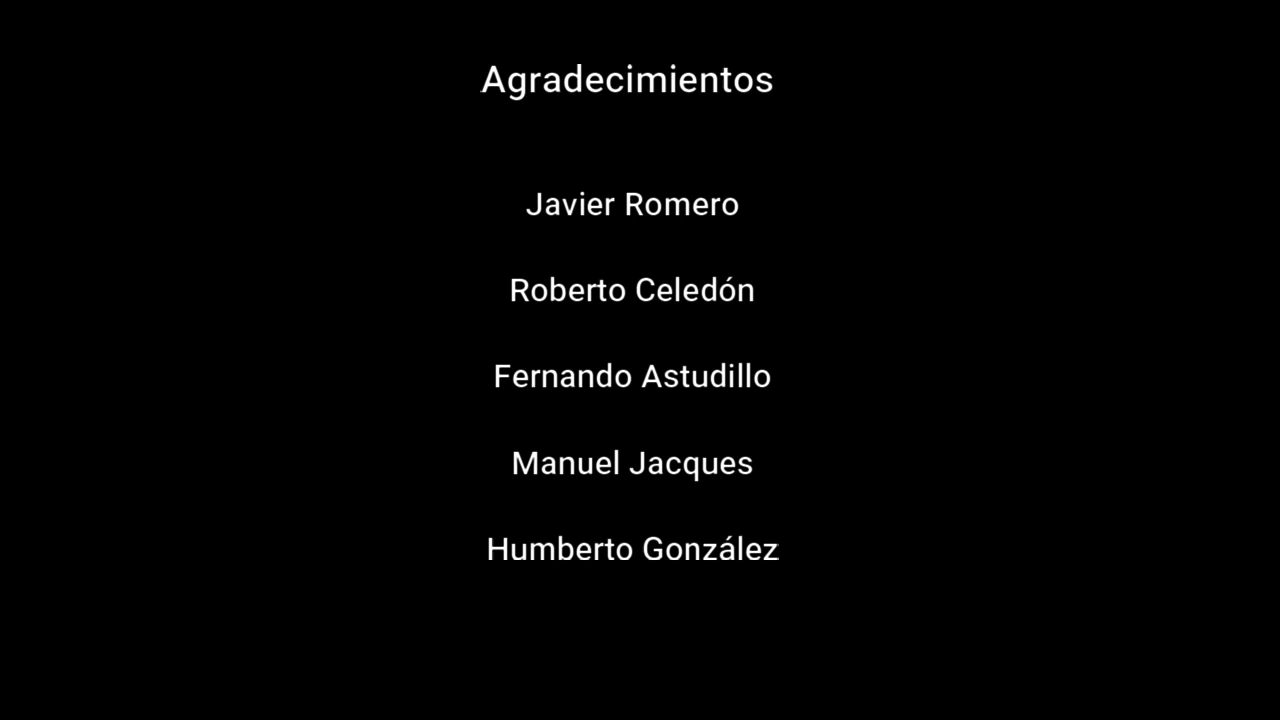 Agradecimientos
Javier Romero
Roberto Celedón
Fernando Astudillo
Manuel Jacques
Humberto González